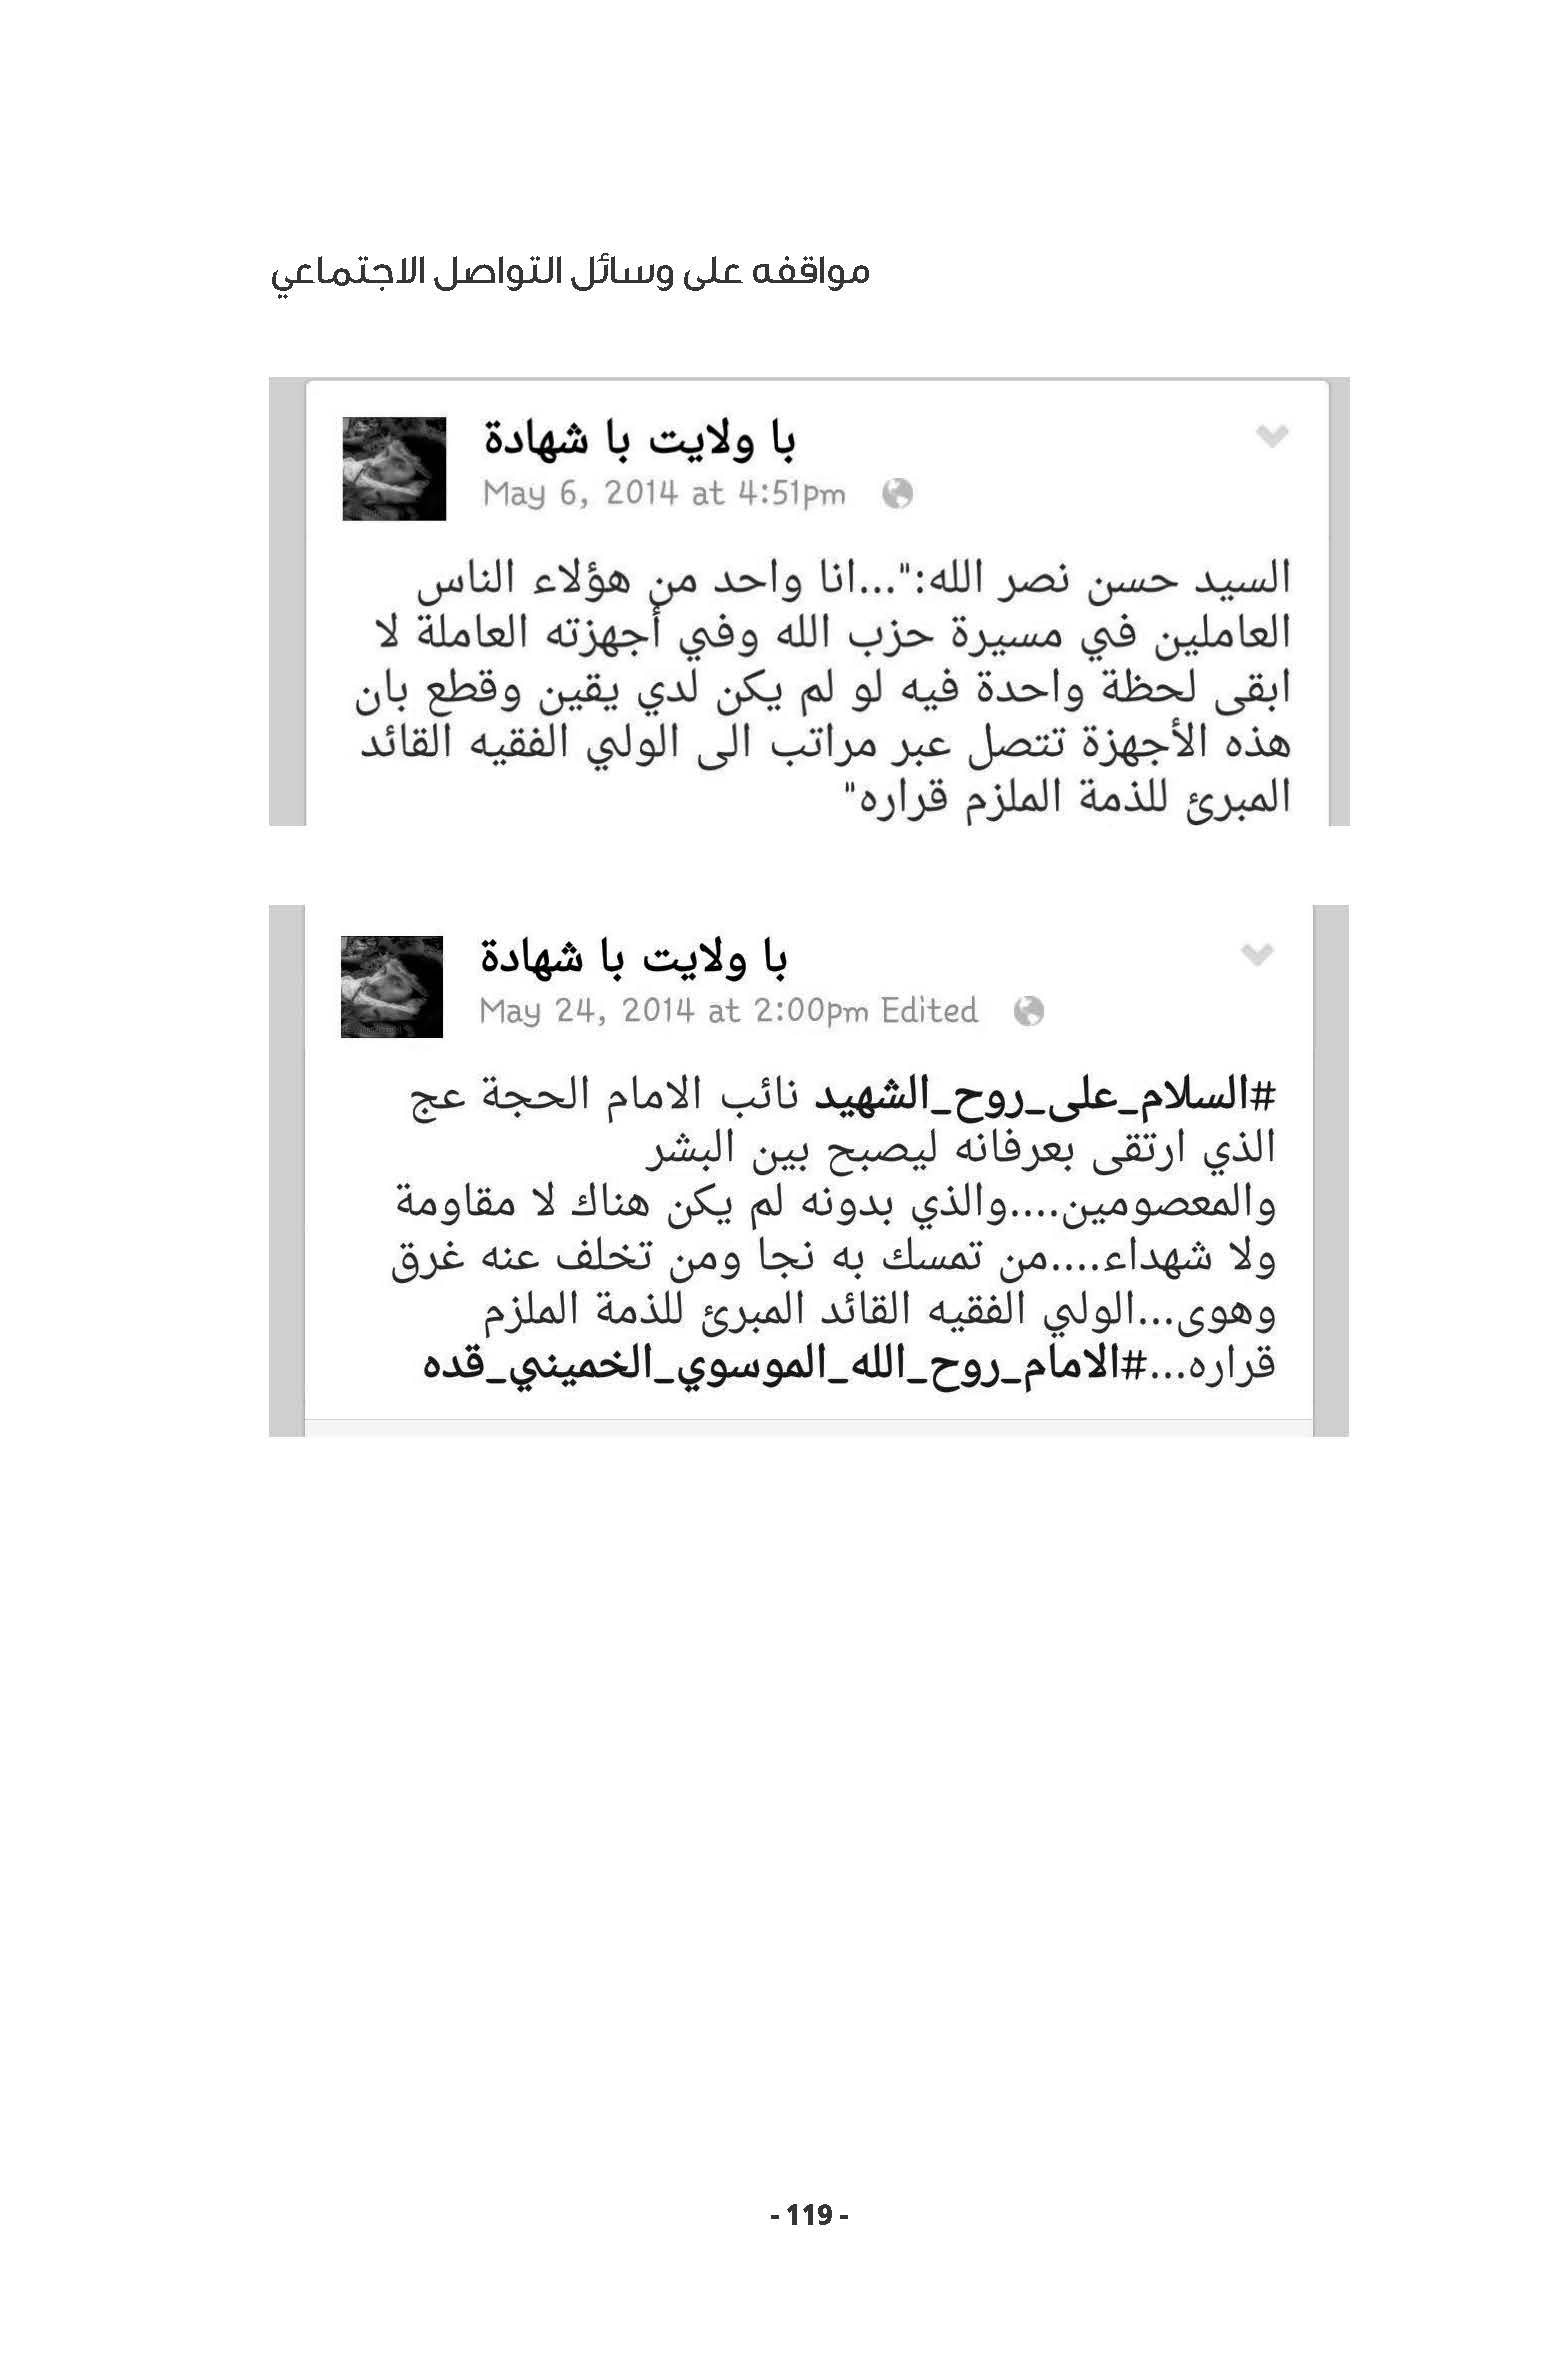 مواقفه على وسائل التواصل الاجتماعي
با ولايت با شهادة
May 6, 2014 at 4:51pm
السيد حسن نصر الله:"...انا واحد من هؤلاء الناس
العاملين في مسيرة حزب الله وفي أجهزته العاملة لا
ابقى لحظة واحدة فيه لو لم يكن لدي يقين وقطع بان
هذه الأجهزة تتصل عبر مراتب الى الولي الفقيه القائد
المبرئ للذمة الملزم قراره"
با ولايت با شهادة
May 24, 2014 at 2:00pm Edited
#السلام_على_روح_الشهيد نائب الامام الحجة عج
الذي ارتقى بعرفانه ليصبح بين البشر
والمعصومين....والذي بدونه لم يكن هناك لا مقاومة
ولا شهداء....من تمسك به نجا ومن تخلف عنه غرق
وهوى...الولي الفقيه القائد المبرئ للذمة الملزم
قراره...#الامام_روح_الله_الموسوي_الخميني_قده
- 119 -